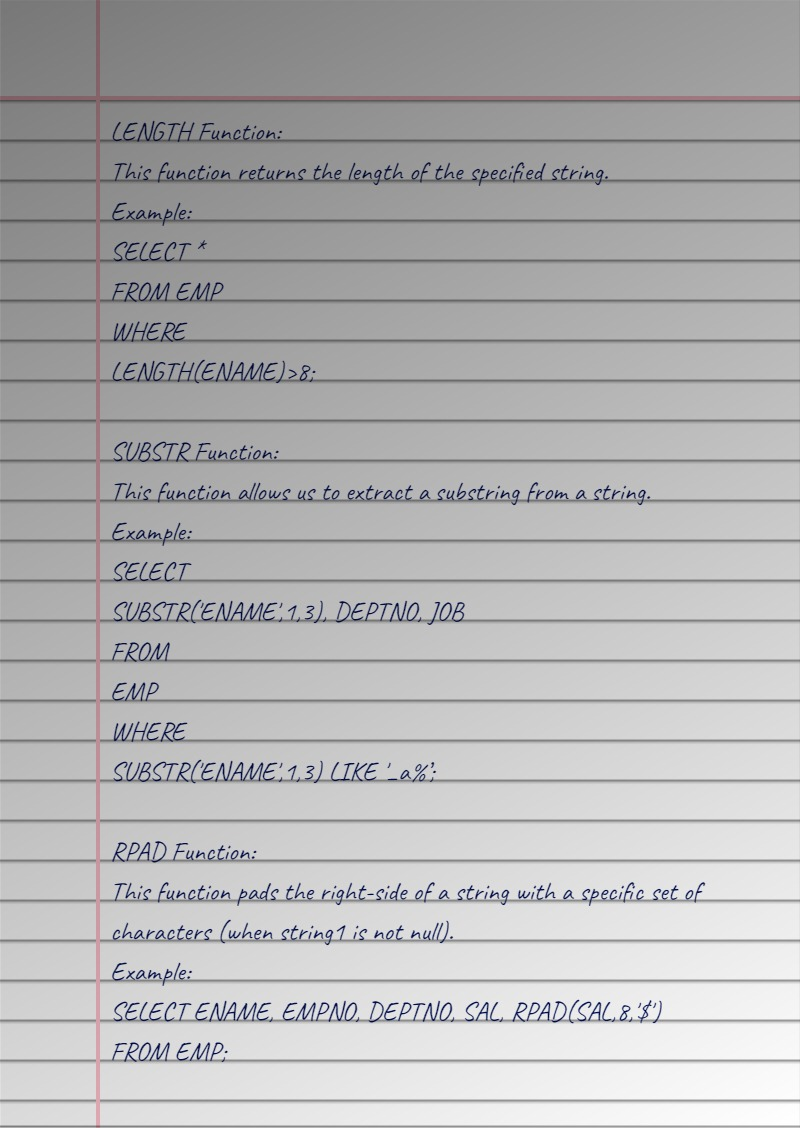 LENGTH Function:
This function returns the length of the specified string.
Example:
SELECT *
FROM EMP
WHERE
LENGTH(ENAME)>8;
SUBSTR Function:
This function allows us to extract a substring from a string.
Example:
SELECT
SUBSTR('ENAME',1,3), DEPTNO, JOB
FROM
EMP
WHERE
SUBSTR('ENAME',1,3) LIKE '_a%';
RPAD Function:
This function pads the right-side of a string with a specific set of
characters (when string1 is not null).
Example:
SELECT ENAME, EMPNO, DEPTNO, SAL, RPAD(SAL,8,'$')
FROM EMP;